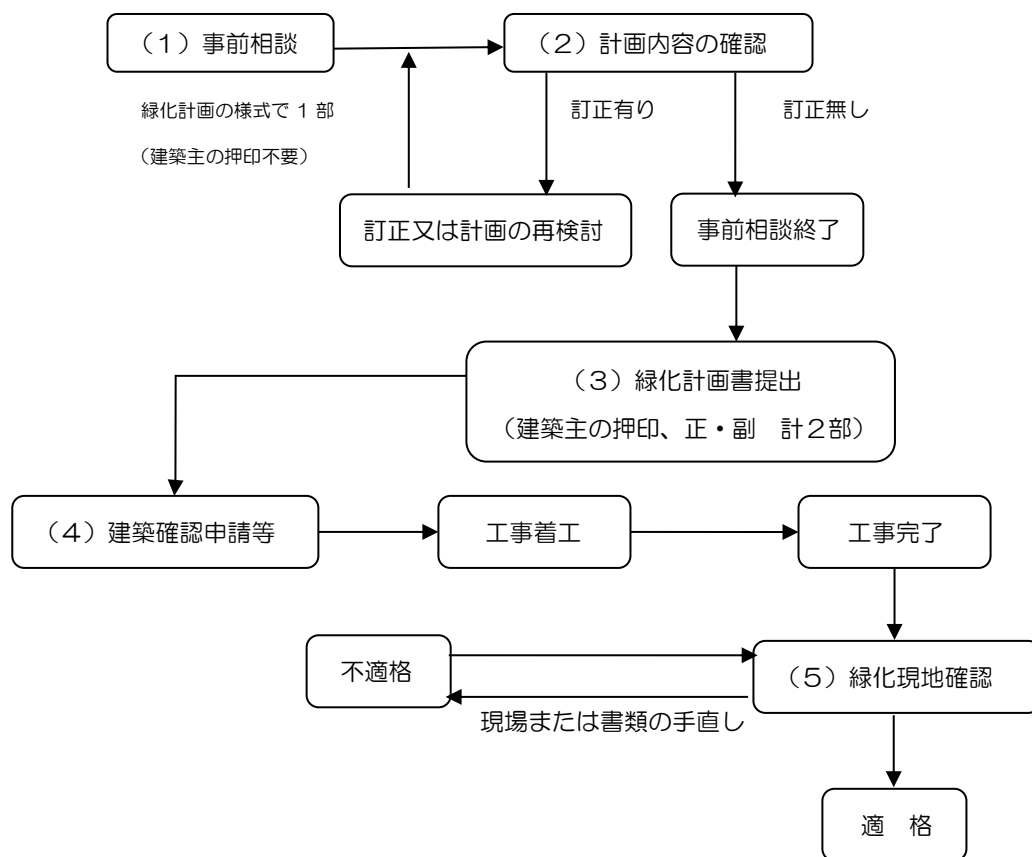 （１）事前相談
（２）計画内容の確認
緑化計画の様式で 1 部
（建築主の押印不要）
訂正有り
訂正無し
訂正又は計画の再検討
事前相談終了
（３）緑化計画書提出
（建築主の押印、正・副　計２部）
（４）建築確認申請等
工事着工
工事完了
不適格
（５）緑化現地確認
現場または書類の手直し
適　格